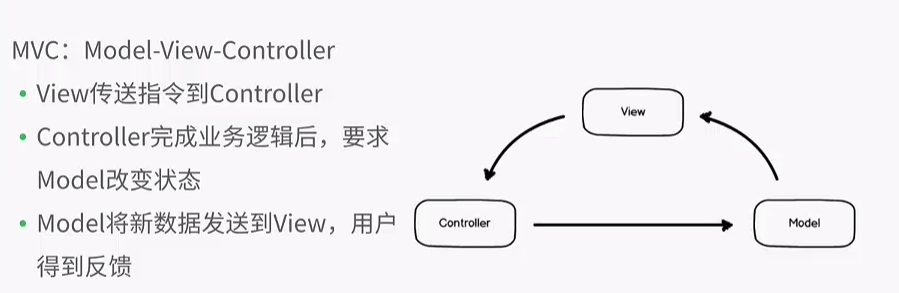 MVC：Model-View-Controller
• View传送指令到Controller
• Controller完成业务逻辑后，要求
Model改变状态
• Model将新数据发送到View，用户
得到反馈
View
Controller
Model